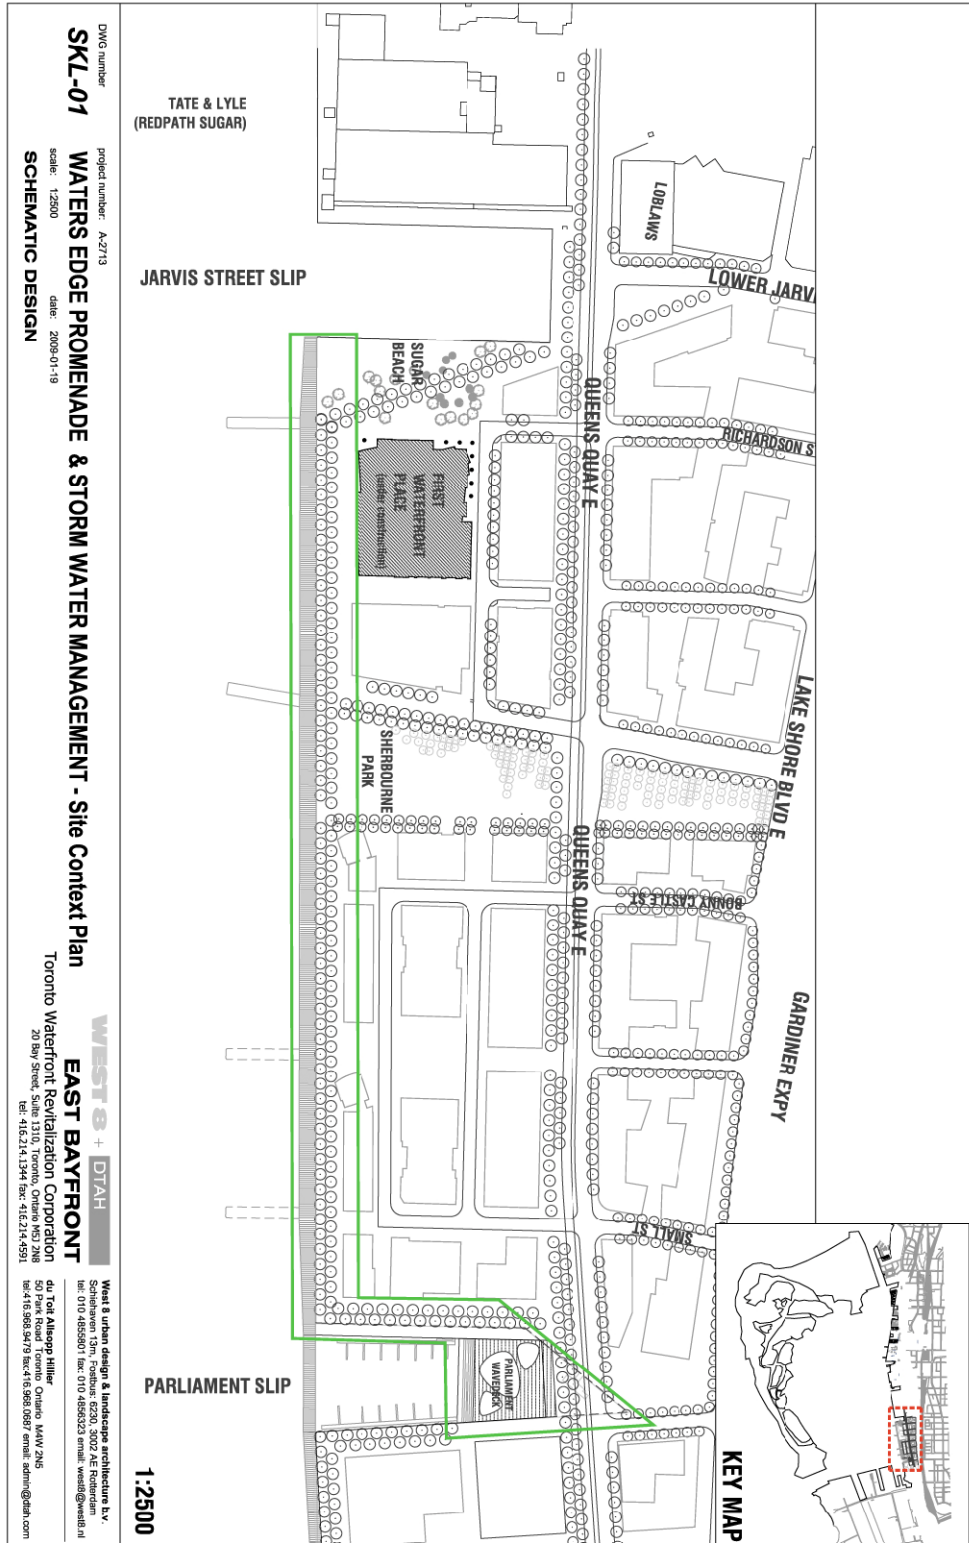 DWG number
SKL-01
project number: A-2713
WATERS EDGE PROMENADE & STORM WATER MANAGEMENT - Site Context Plan
scale: 1:2500
date: 2009-01-19
SCHEMATIC DESIGN
WEST 8 + DTAH
EAST BAYFRONT
Toronto Waterfront Revitalization Corporation
20 Bay Street, Suite 1310, Toronto, Ontario M5J 2N8
tel: 416.214.1344 fax: 416.214.4591
West 8 urban design & landscape architecture b.v.
Schiehaven 13m, Postbus: 6230, 3002 AE Rotterdam
tel: 010 4855801 fax: 010 4856323 email: west8@west8.nl
du Toit Allsopp Hillier
50 Park Road Toronto Ontario M4W 2N5
tel:416.968.9479 fax:416.968.0687 email: admin@dtah.com
TATE & LYLE
(REDPATH SUGAR)
LOBLAWS
JARVIS STREET SLIP
LOWER JARVI
SUGAR
BEACH
QUEENS QUAY E
RICHARDSON S
FIRST
WATERFRONT
PLACE
(under construction)
LAKE SHORE BLVD E
SHERBOURNE
PARK
QUEENS QUAY E
BONNY CASTLE ST
GARDINER EXPY
SMALL ST
PARLIAMENT SLIP
PARLIAMENT
WAVEDECK
KEY MAP
1:2500